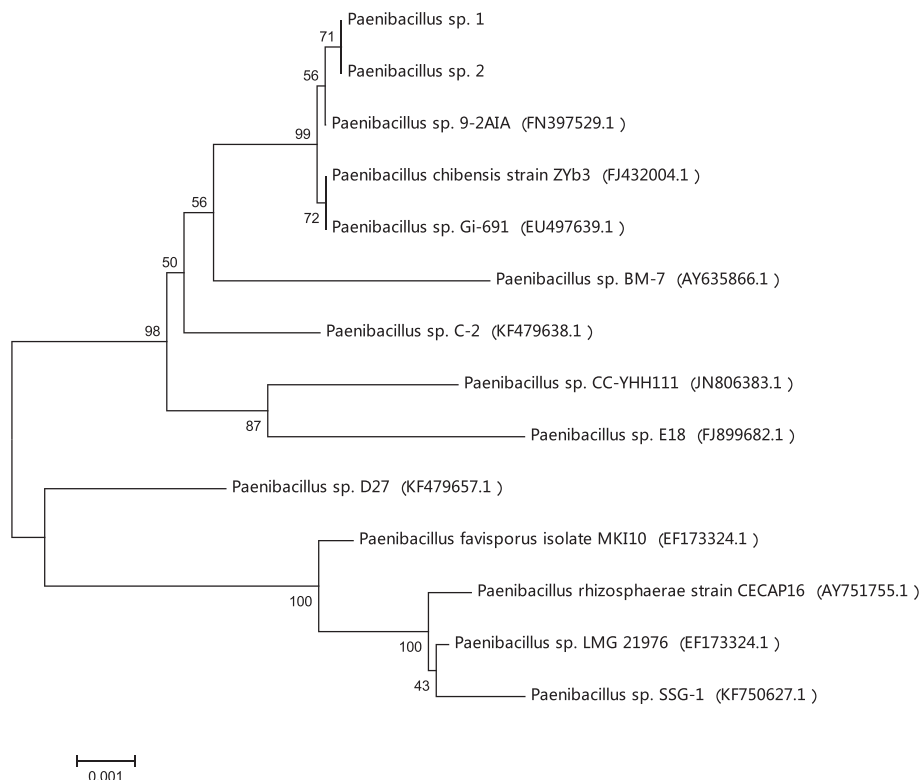 Paenibacillus sp. 1
71
Paenibacillus sp. 2
56
Paenibacillus sp. 9-2AIA (FN397529.1 )
99
Paenibacillus chibensis strain ZYb3 (FJ432004.1 )
72
Paenibacillus sp. Gi-691 (EU497639.1 )
56
50
Paenibacillus sp. BM-7 (AY635866.1 )
98
Paenibacillus sp. C-2 (KF479638.1 )
Paenibacillus sp. CC-YHH111 (JN806383.1 )
87
Paenibacillus sp. E18 (FJ899682.1 )
Paenibacillus sp. D27 (KF479657.1 )
Paenibacillus favisporus isolate MKI10 (EF173324.1 )
100
Paenibacillus rhizosphaerae strain CECAP16 (AY751755.1 )
100
Paenibacillus sp. LMG 21976 (EF173324.1 )
43
Paenibacillus sp. SSG-1 (KF750627.1 )
0.001